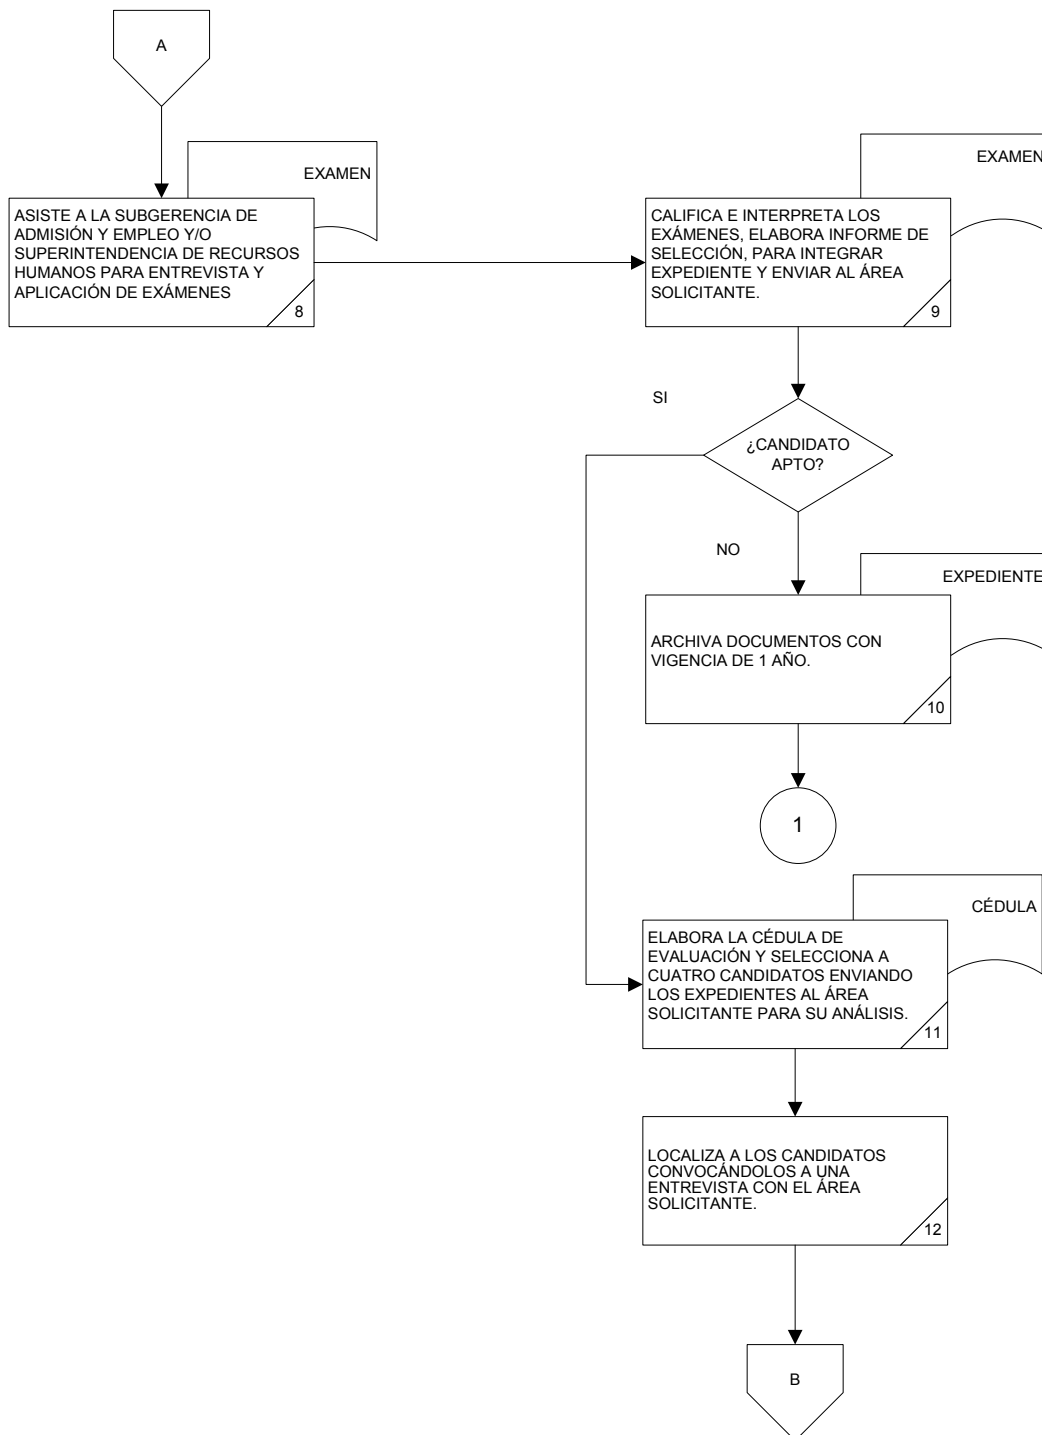 A
EXAMEN
ASISTE A LA SUBGERENCIA DE
ADMISIÓN Y EMPLEO Y/O
SUPERINTENDENCIA DE RECURSOS
HUMANOS PARA ENTREVISTA Y
APLICACIÓN DE EXÁMENES
8
EXAMEN
CALIFICA E INTERPRETA LOS
EXÁMENES, ELABORA INFORME DE
SELECCIÓN, PARA INTEGRAR
EXPEDIENTE Y ENVIAR AL ÁREA
SOLICITANTE.
9
SI
¿CANDIDATO
APTO?
NO
EXPEDIENTE
ARCHIVA DOCUMENTOS CON
VIGENCIA DE 1 AÑO.
10
1
CÉDULA
ELABORA LA CÉDULA DE
EVALUACIÓN Y SELECCIONA A
CUATRO CANDIDATOS ENVIANDO
LOS EXPEDIENTES AL ÁREA
SOLICITANTE PARA SU ANÁLISIS.
11
LOCALIZA A LOS CANDIDATOS
CONVOCÁNDOLOS A UNA
ENTREVISTA CON EL ÁREA
SOLICITANTE.
12
B